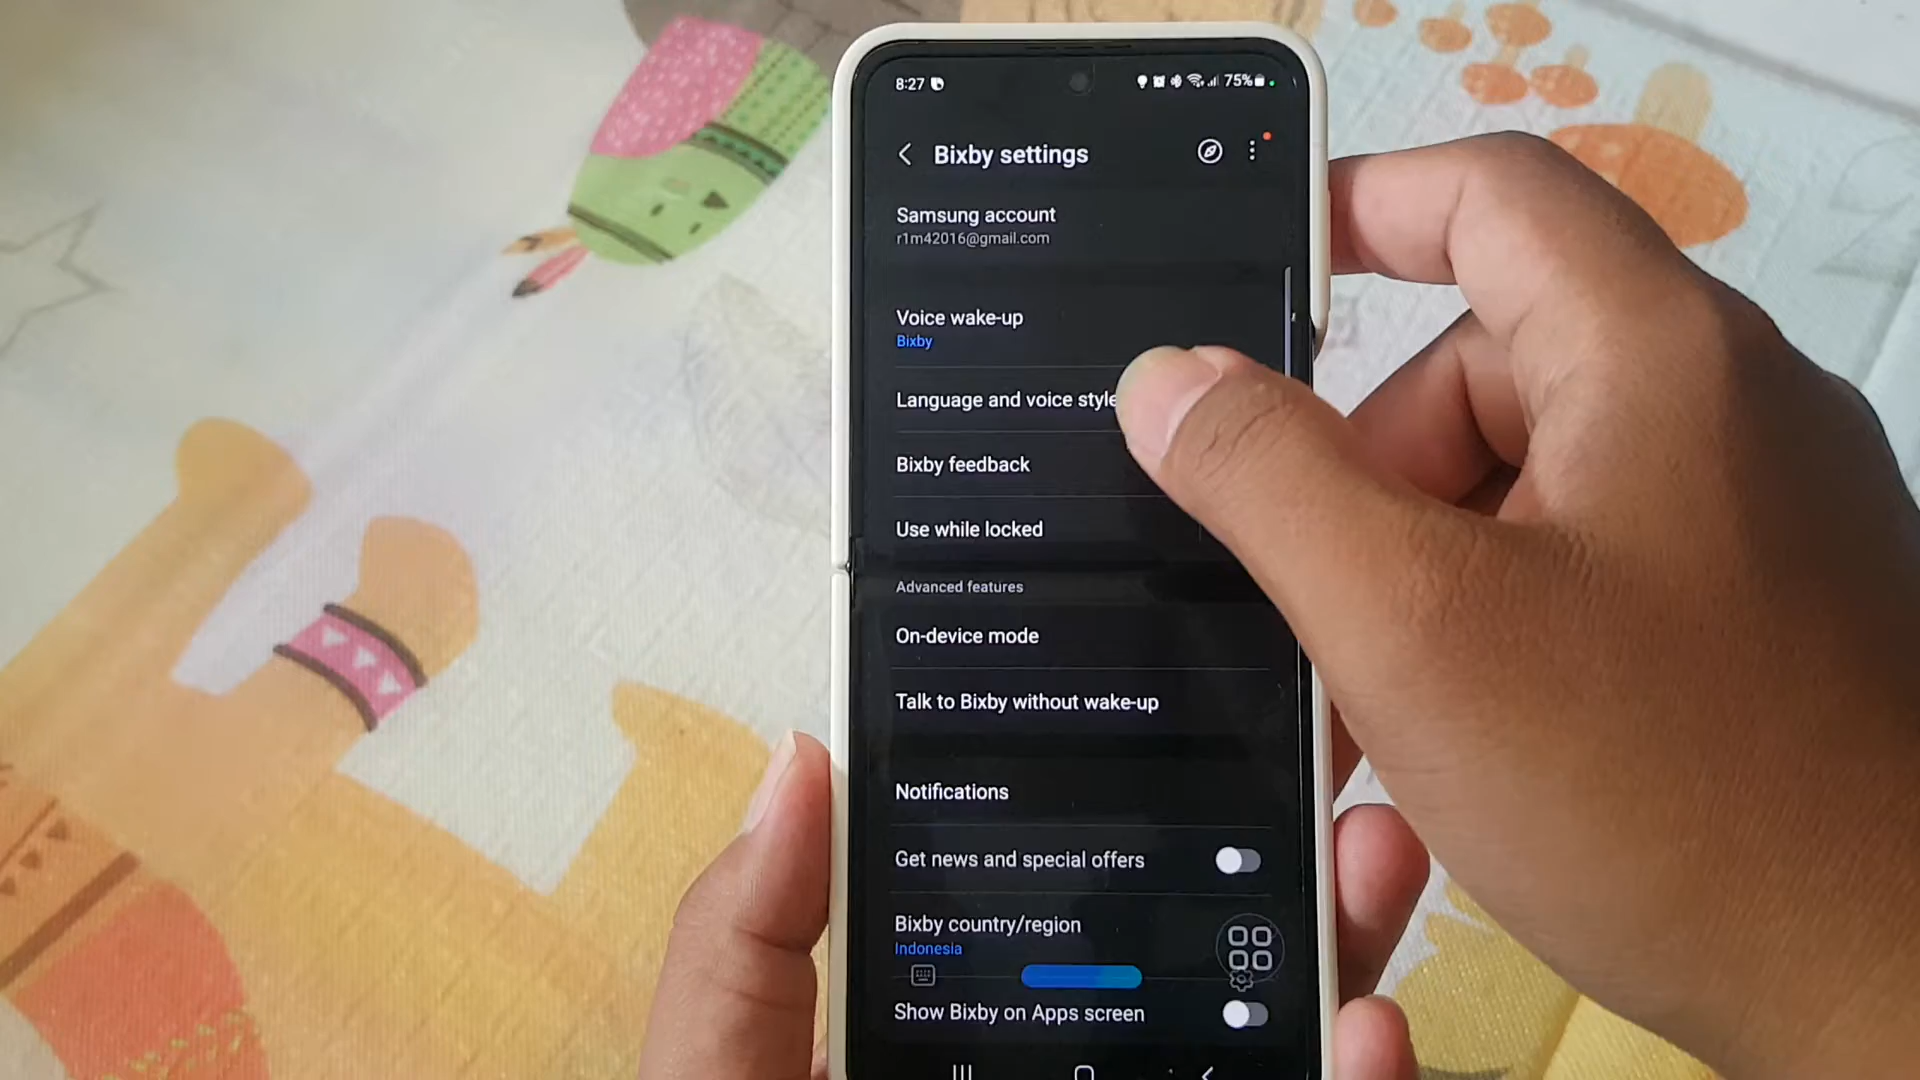 8:27
75%
Bixby settings
Samsung account
r1m42016@gmail.com
Voice wake-up
Bixby
Language and voice style
Bixby feedback
Use while locked
Advanced features
On-device mode
Talk to Bixby without wake-up
Notifications
Get news and special offers
Bixby country/region
Indonesia
Show Bixby on Apps screen